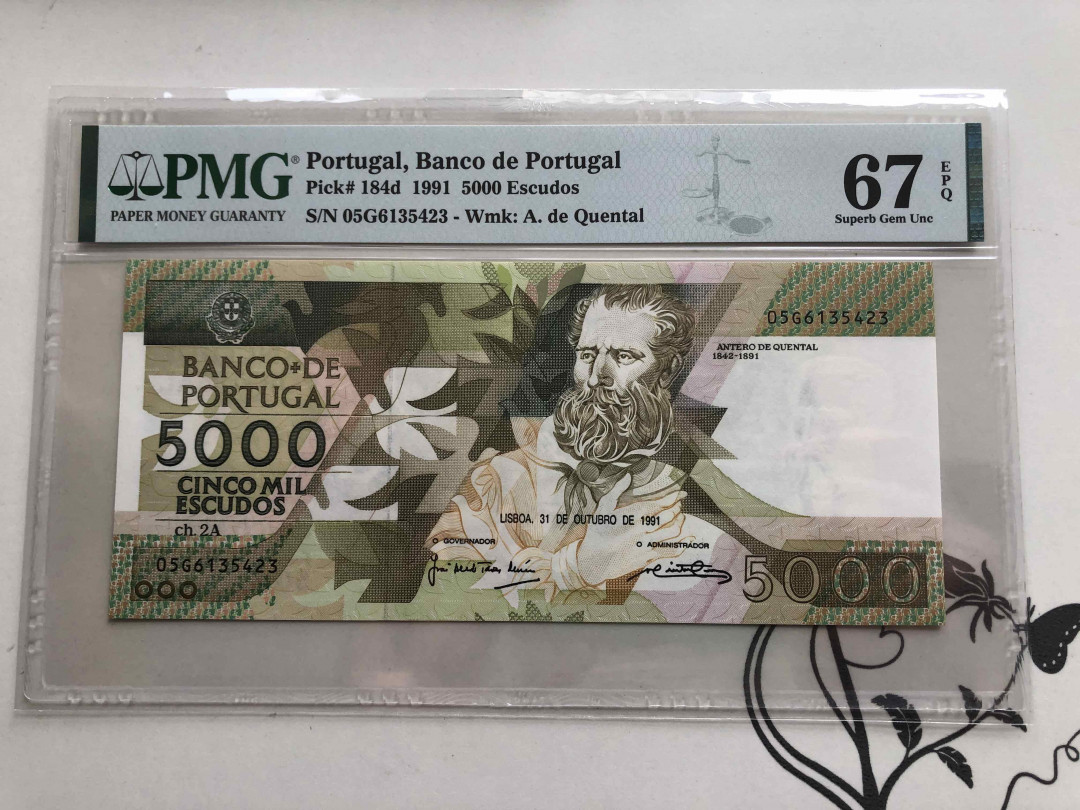 PMG®
PAPER MONEY GUARANTY
Portugal, Banco de Portugal
Pick# 184d 1991 5000 Escudos
S/N 05G6135423 - Wmk: A. de Quental
67
EPQ
Superb Gem Unc
05G6135423
ANTERO DE QUENTAL
1842-1891
BANCO DE
PORTUGAL
5000
CINCO MIL
ESCUDOS
ch. 2A
LISBOA, 31 DE OUTUBRO DE 1991
O GOVERNADOR
O ADMINISTRADOR
05G6135423
5000